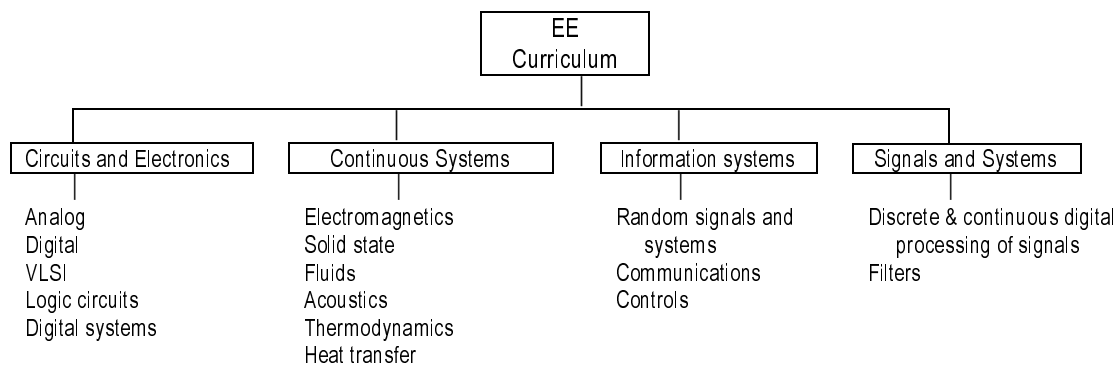 EE
Curriculum
Circuits and Electronics
Continuous Systems
Information systems
Signals and Systems
Analog
Digital
VLSI
Logic circuits
Digital systems
Electromagnetics
Solid state
Fluids
Acoustics
Thermodynamics
Heat transfer
Random signals and
systems
Communications
Controls
Discrete & continuous digital
processing of signals
Filters